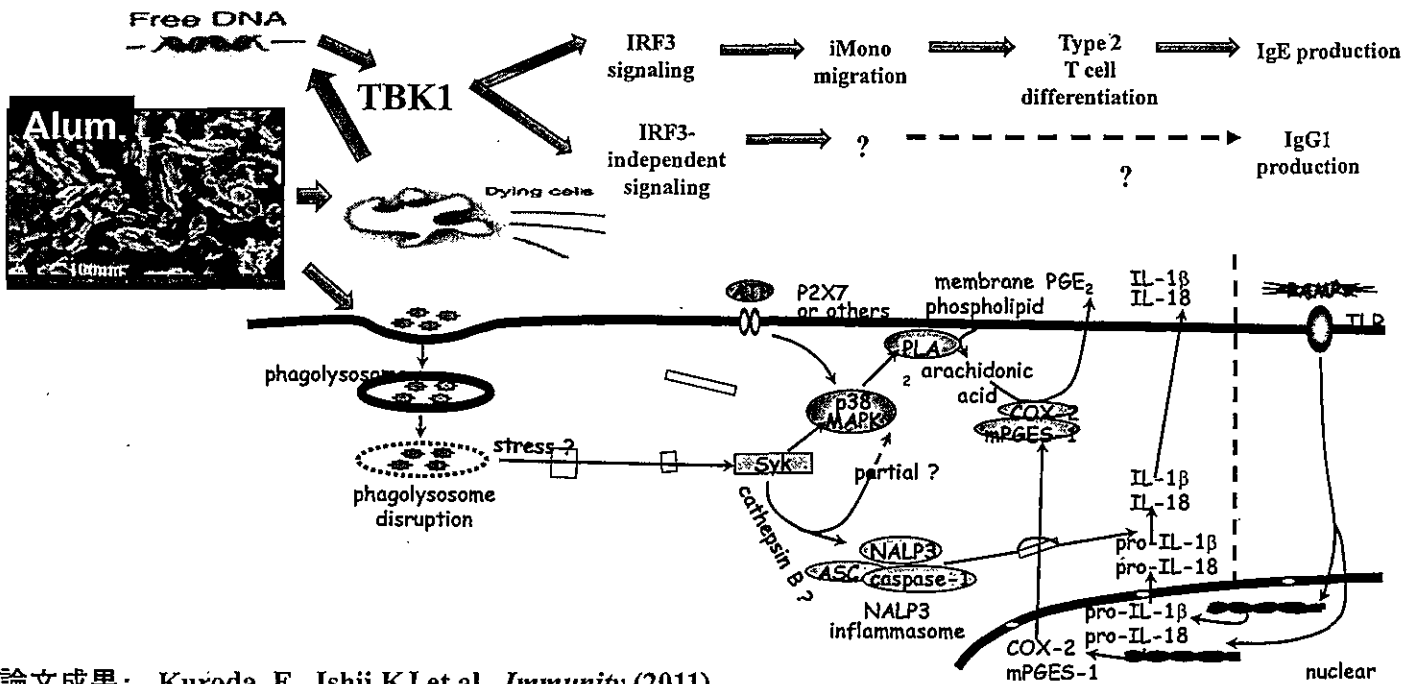 Free DNA
TBK1
IRF3
signaling
iMono
migration
Type 2
T cell
differentiation
IgE production
Alum.
IRF3-
independent
signaling
?
?
IgG1
production
Dying cells
100mm
P2X7
or others
membrane
phospholipid
PGE2
IL-1β
IL-18
TLR
phagolysosome
PLA2
arachidonic
acid
p38
MAPK
COX-2
mPGES-1
stress ?
Syk
partial ?
phagolysosome
disruption
cathepsin B ?
IL-1β
IL-18
NALP3
ASC
caspase-1
pro-IL-1β
pro-IL-18
NALP3
inflammasome
pro-IL-1β
pro-IL-18
COX-2
mPGES-1
nuclear
論文成果: Kuroda, E., Ishii KJ et al., Immunity (2011)